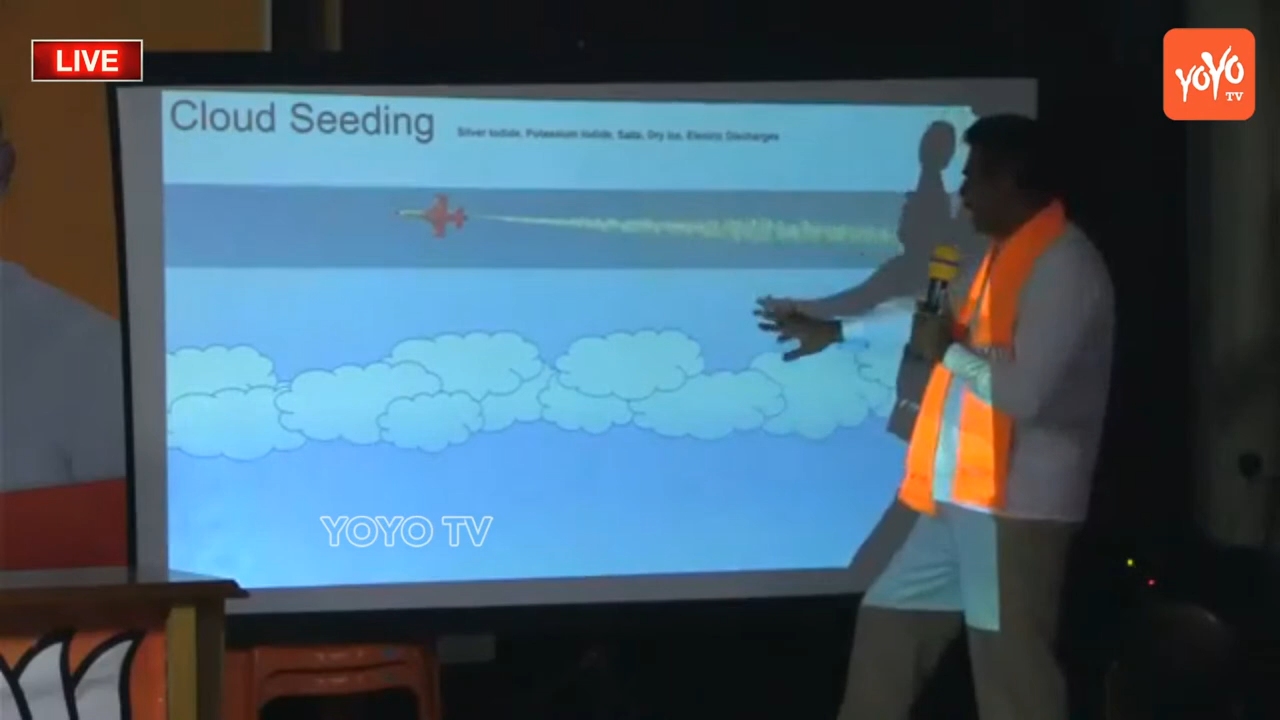 LIVE
YOYO
TV
Cloud Seeding
Silver Iodide, Potassium Iodide, Salts, Dry Ice, Electric Discharges
YOYO TV